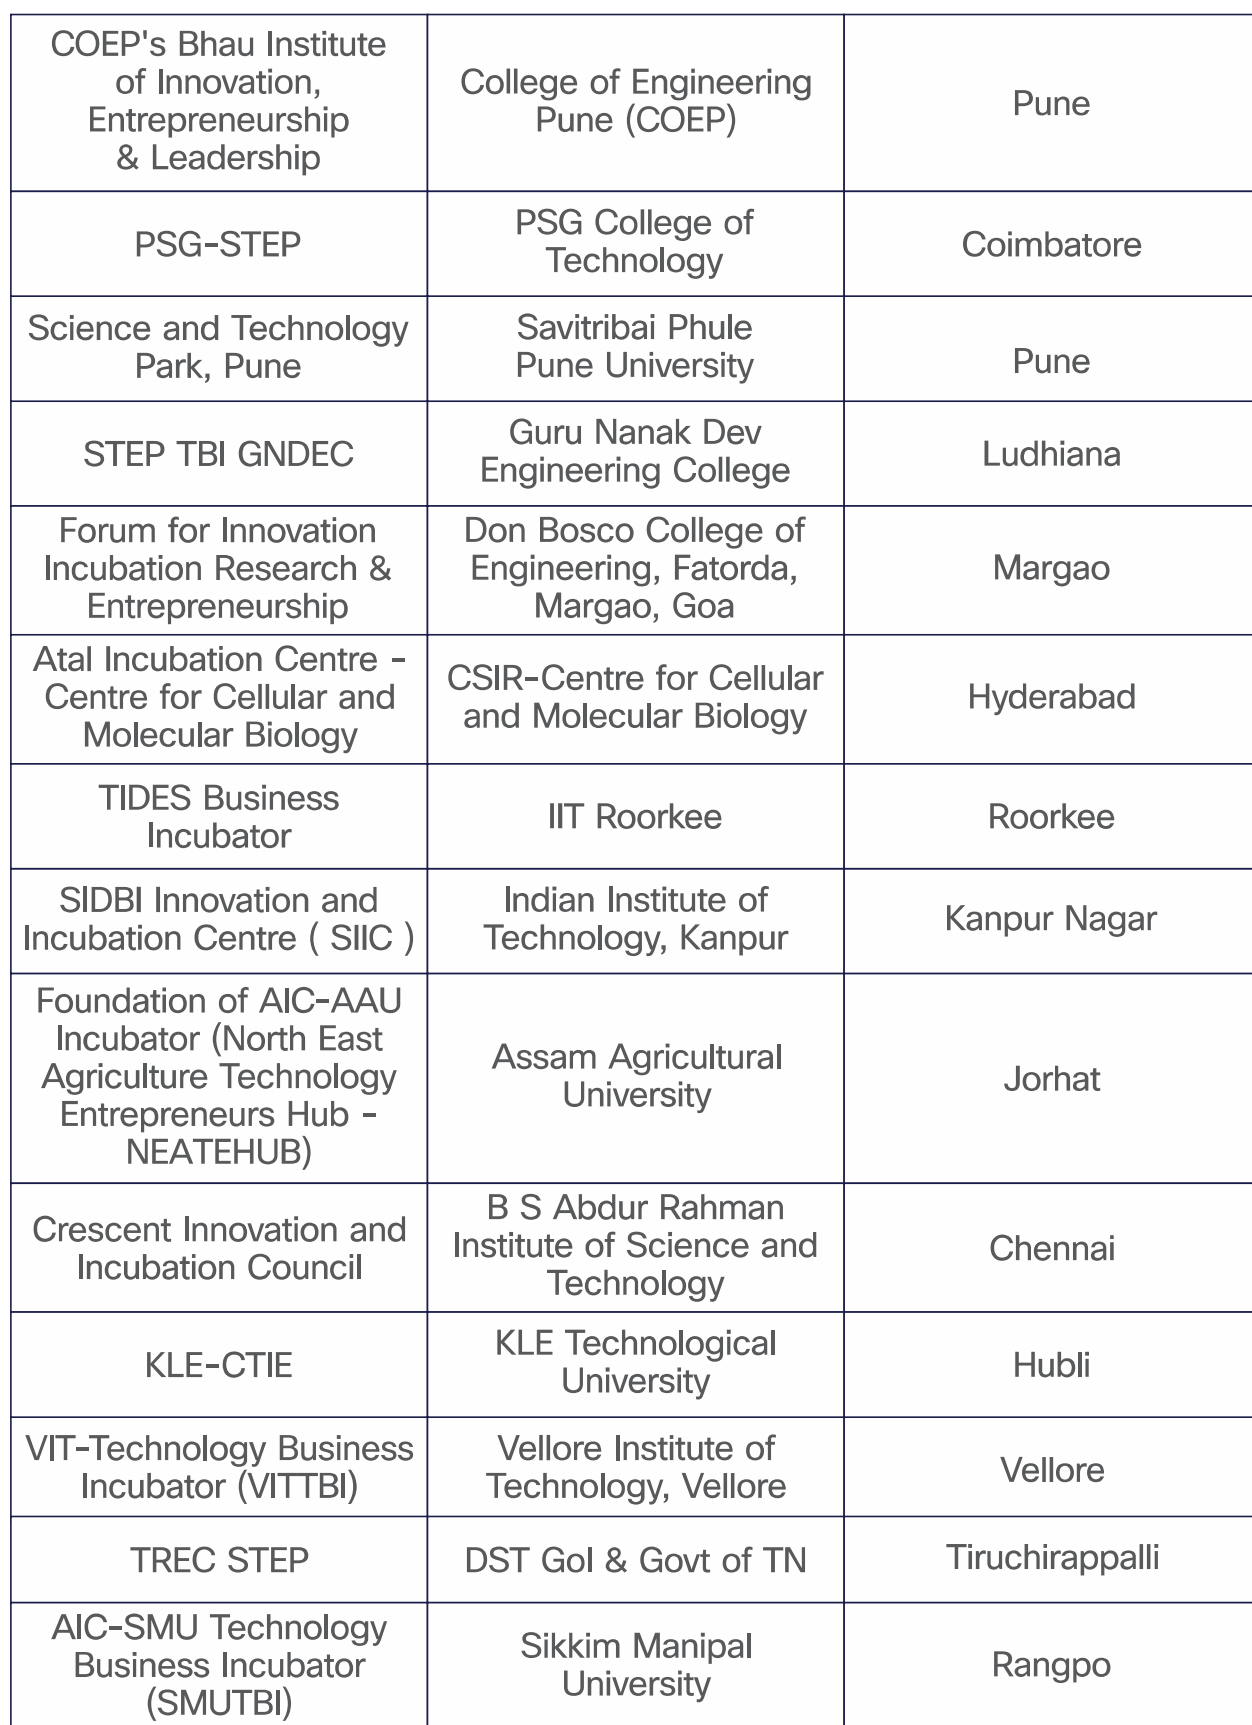 COEP's Bhau Institute
of Innovation,
Entrepreneurship
& Leadership
College of Engineering
Pune (COEP)
Pune
PSG-STEP
PSG College of
Technology
Coimbatore
Science and Technology
Park, Pune
Savitribai Phule
Pune University
Pune
STEP TBI GNDEC
Guru Nanak Dev
Engineering College
Ludhiana
Forum for Innovation
Incubation Research &
Entrepreneurship
Don Bosco College of
Engineering, Fatorda,
Margao, Goa
Margao
Atal Incubation Centre -
Centre for Cellular and
Molecular Biology
CSIR-Centre for Cellular
and Molecular Biology
Hyderabad
TIDES Business
Incubator
IIT Roorkee
Roorkee
SIDBI Innovation and
Incubation Centre ( SIIC )
Indian Institute of
Technology, Kanpur
Kanpur Nagar
Foundation of AIC-AAU
Incubator (North East
Agriculture Technology
Entrepreneurs Hub -
NEATEHUB)
Assam Agricultural
University
Jorhat
Crescent Innovation and
Incubation Council
B S Abdur Rahman
Institute of Science and
Technology
Chennai
KLE-CTIE
KLE Technological
University
Hubli
VIT-Technology Business
Incubator (VITTBI)
Vellore Institute of
Technology, Vellore
Vellore
TREC STEP
DST GoI & Govt of TN
Tiruchirappalli
AIC-SMU Technology
Business Incubator
(SMUTBI)
Sikkim Manipal
University
Rangpo